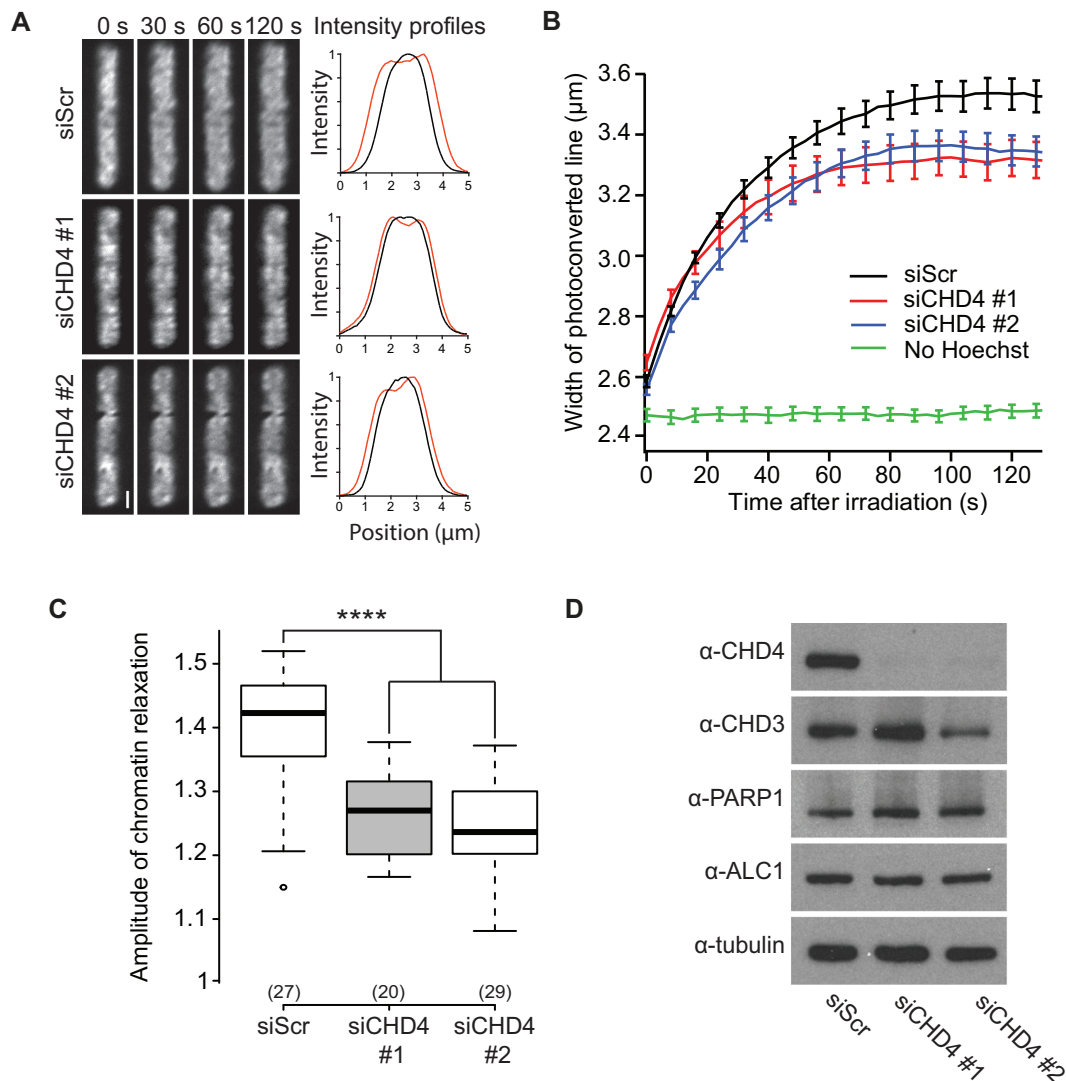 A
0 s 30 s 60 s 120 s Intensity profiles
siScr
siCHD4 #1
siCHD4 #2
Intensity
1
0 1 2 3 4 5
Intensity
1
0 1 2 3 4 5
Intensity
1
0 1 2 3 4 5
Position (μm)
B
Width of photoconverted line (μm)
3.6
3.4
3.2
3.0
2.8
2.6
2.4
0 20 40 60 80 100 120
Time after irradiation (s)
siScr
siCHD4 #1
siCHD4 #2
No Hoechst
C
Amplitude of chromatin relaxation
1.5
1.4
1.3
1.2
1.1
1
****
(27) (20) (29)
siScr siCHD4 siCHD4
#1 #2
D
α-CHD4
α-CHD3
α-PARP1
α-ALC1
α-tubulin
siScr
siCHD4 #1
siCHD4 #2